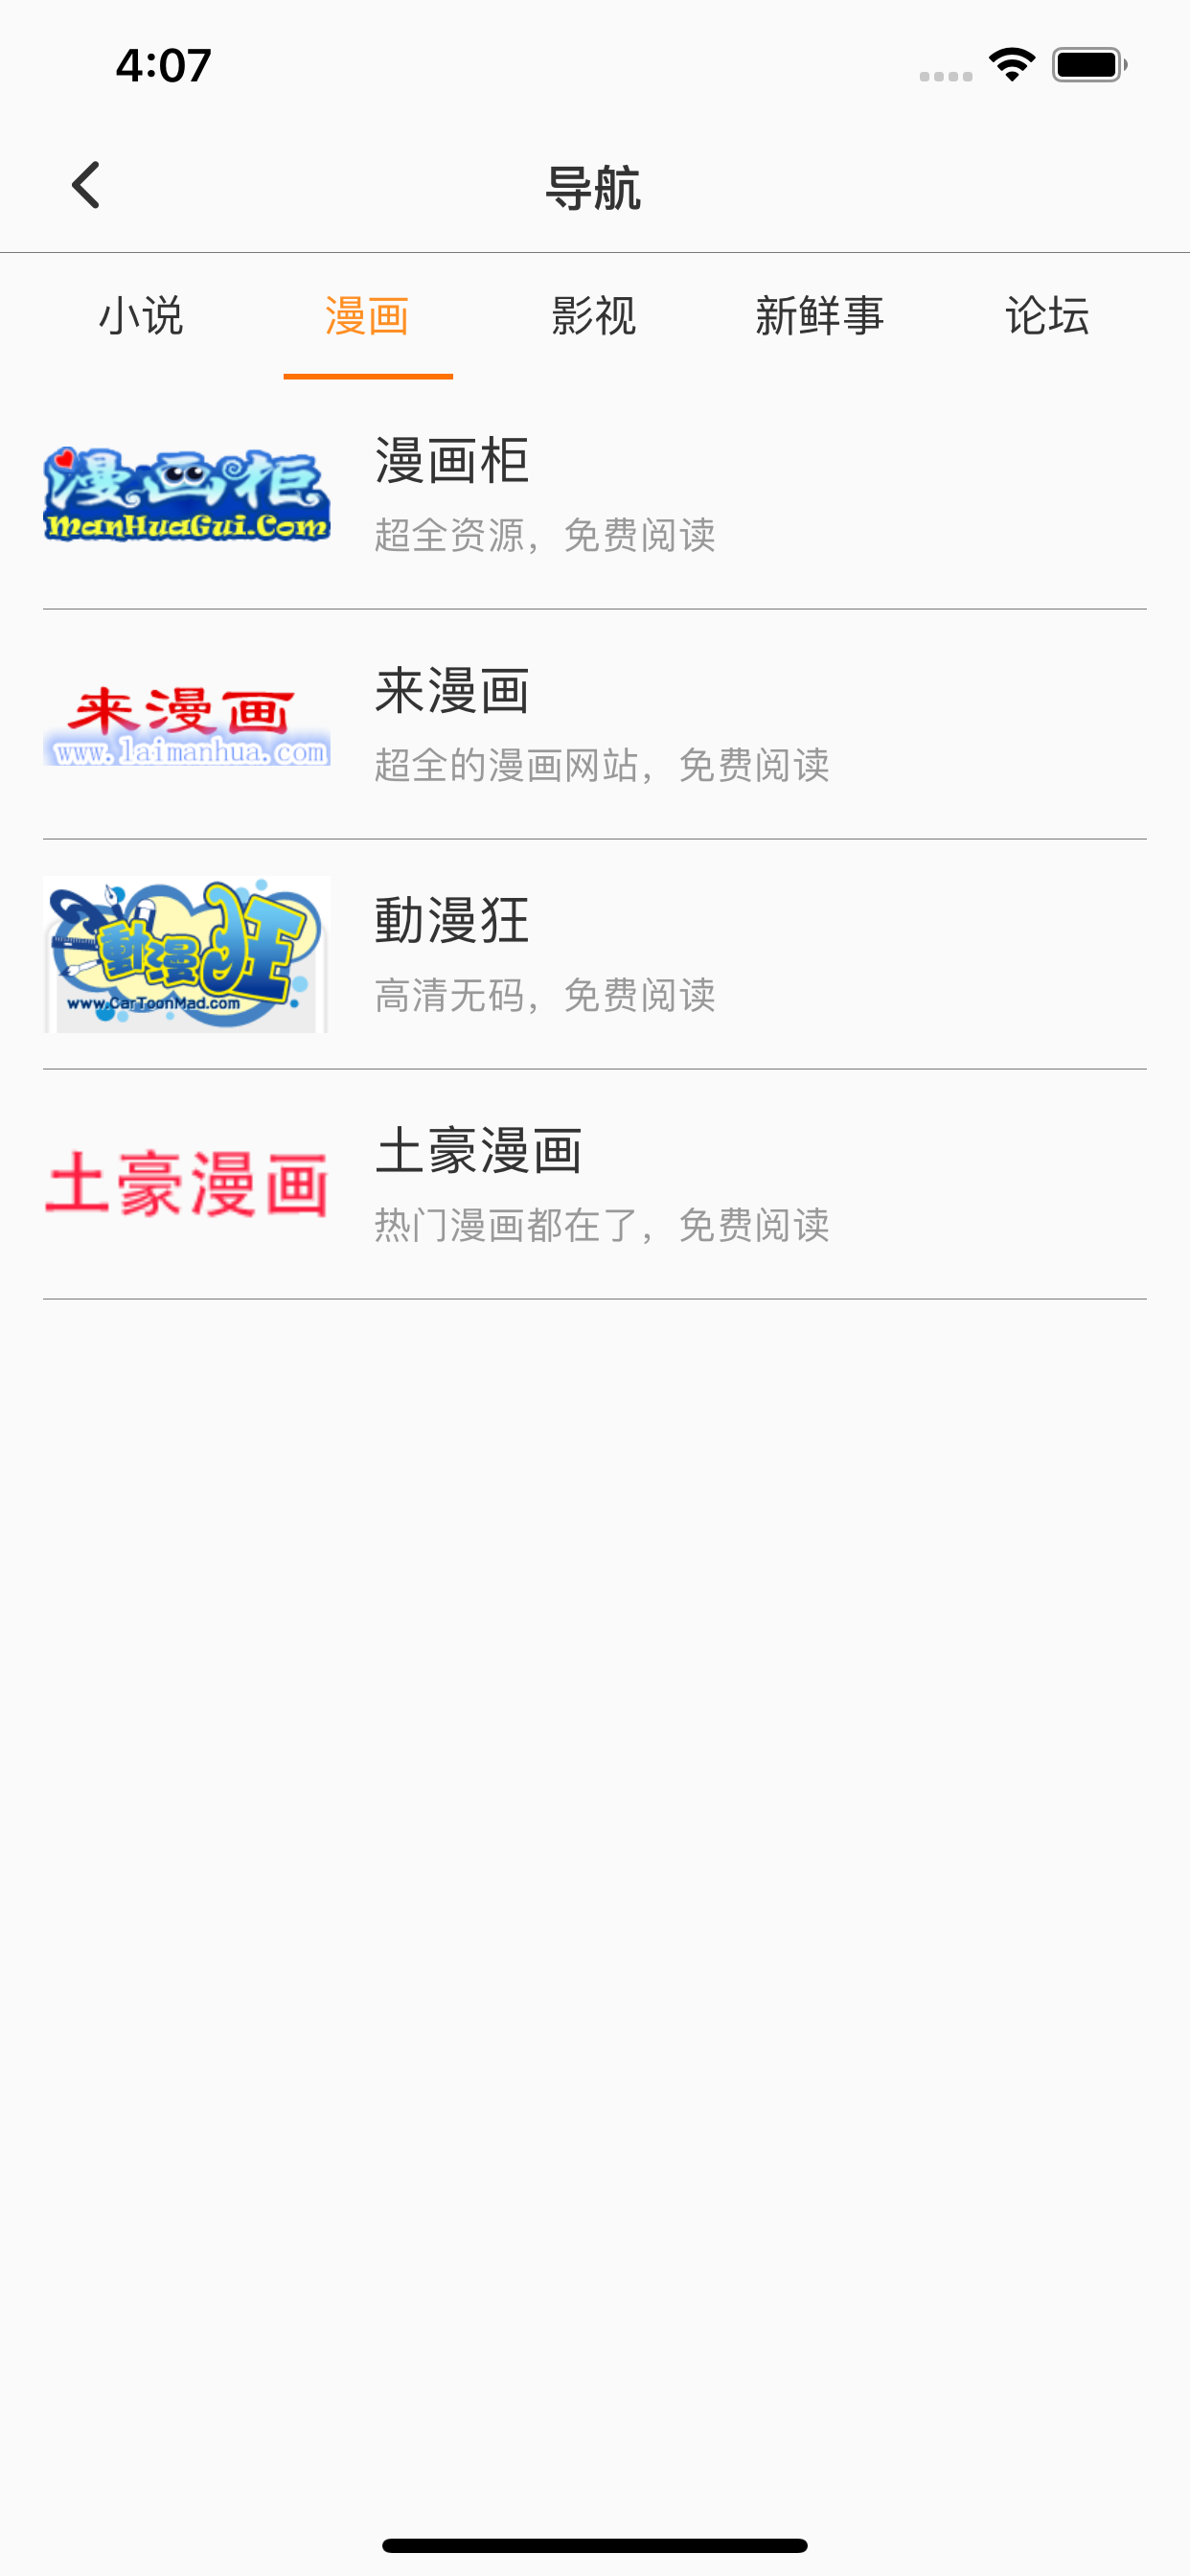 4:07
导航
小说 漫画 影视 新鲜事 论坛
漫画柜
ManHuaGui.Com
漫画柜
超全资源，免费阅读
来漫画
www.laimanhua.com
来漫画
超全的漫画网站，免费阅读
動漫狂
www.CarToonMad.com
動漫狂
高清无码，免费阅读
土豪漫画
土豪漫画
热门漫画都在了，免费阅读